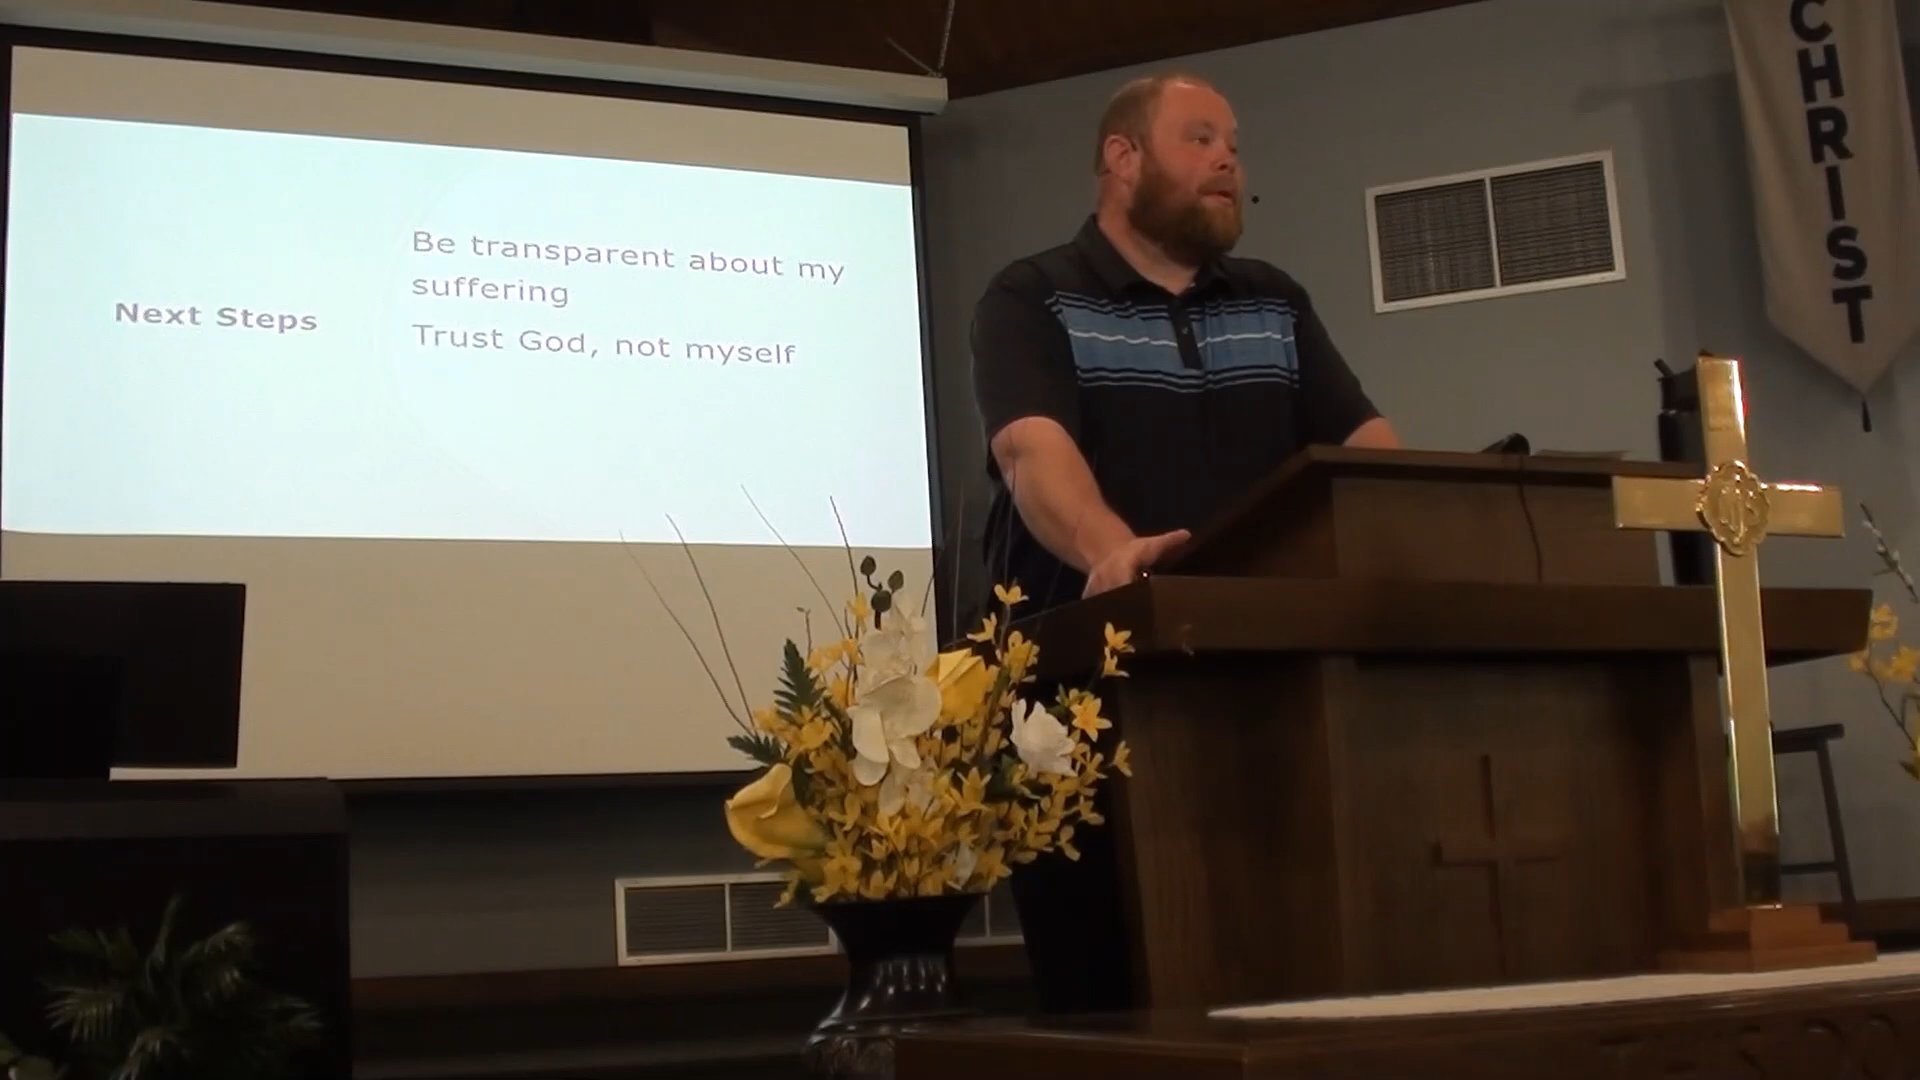 Next Steps
Be transparent about my
suffering
Trust God, not myself
CHRIST